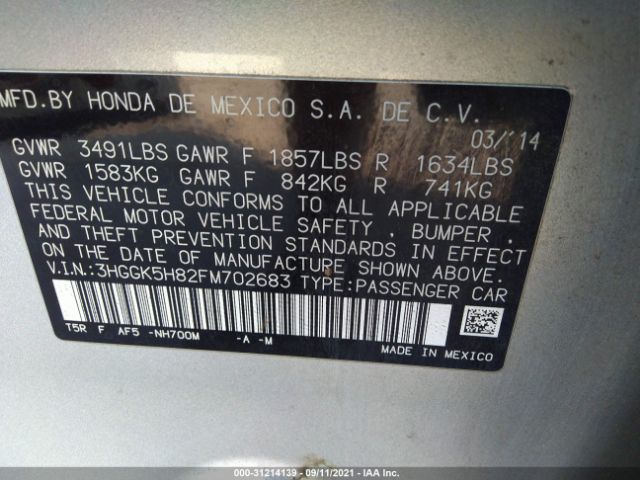 MFD.BY HONDA DE MEXICO S.A. DE C.V.
03/'14
GVWR 3491LBS GAWR F 1857LBS R 1634LBS
GVWR 1583KG GAWR F 842KG R 741KG
THIS VEHICLE CONFORMS TO ALL APPLICABLE
FEDERAL MOTOR VEHICLE SAFETY , BUMPER ,
AND THEFT PREVENTION STANDARDS IN EFFECT
ON THE DATE OF MANUFACTURE SHOWN ABOVE.
V.I.N:3HGGK5H82FM702683 TYPE:PASSENGER CAR
T5R F AF5 -NH700M -A -M
MADE IN MEXICO
000-31214139 - 09/11/2021 - IAA Inc.